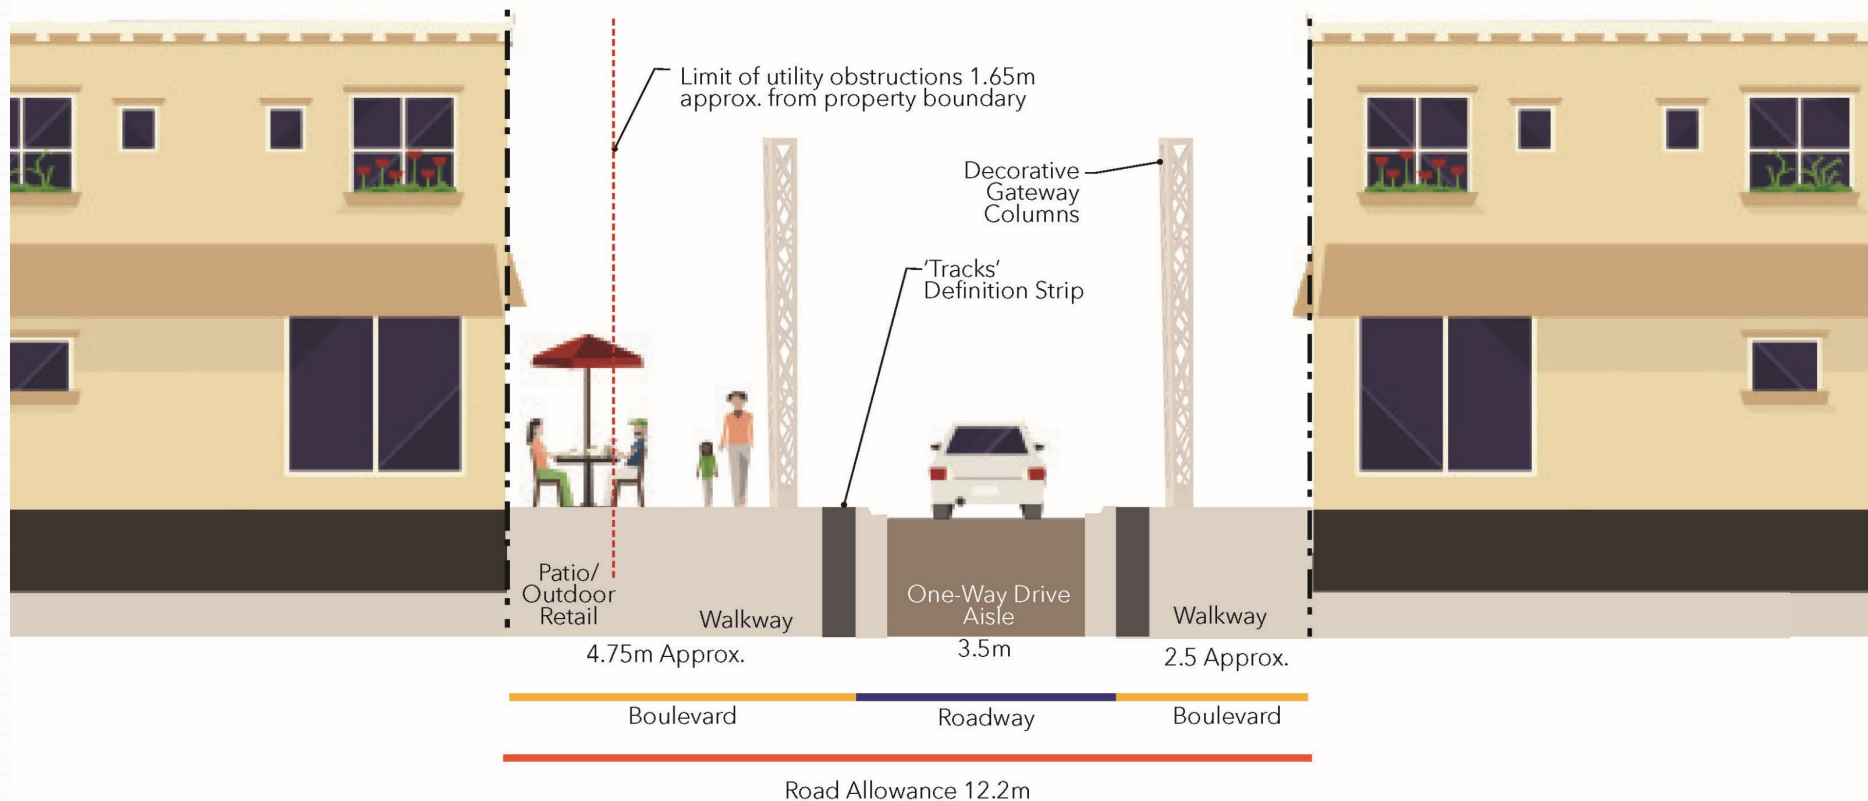 Limit of utility obstructions 1.65m
approx. from property boundary
Decorative
Gateway
Columns
‘Tracks’
Definition Strip
Patio/
Outdoor
Retail
Walkway
One-Way Drive
Aisle
Walkway
4.75m Approx.
3.5m
2.5 Approx.
Boulevard
Roadway
Boulevard
Road Allowance 12.2m